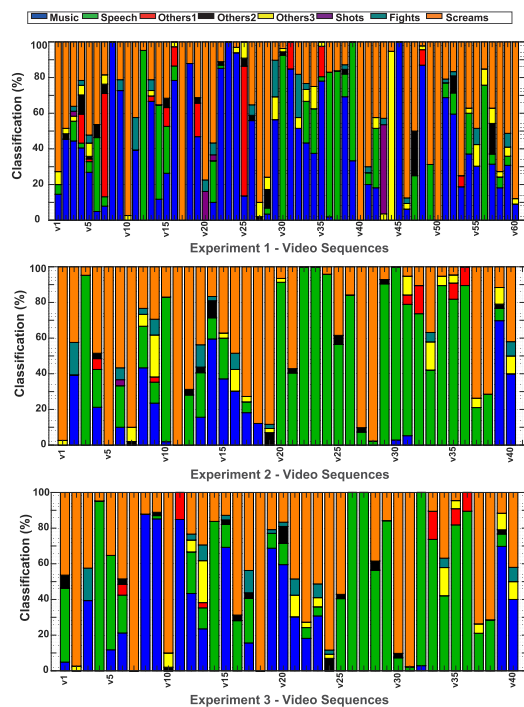 Music Speech Others1 Others2 Others3 Shots Fights Screams
Classification (%)
100
80
60
40
20
0
v1 v5 v10 v15 v20 v25 v30 v35 v40 v45 v50 v55 v60
Experiment 1 - Video Sequences
Classification (%)
100
80
60
40
20
0
v1 v5 v10 v15 v20 v25 v30 v35 v40
Experiment 2 - Video Sequences
Classification (%)
100
80
60
40
20
0
v1 v5 v10 v15 v20 v25 v30 v35 v40
Experiment 3 - Video Sequences